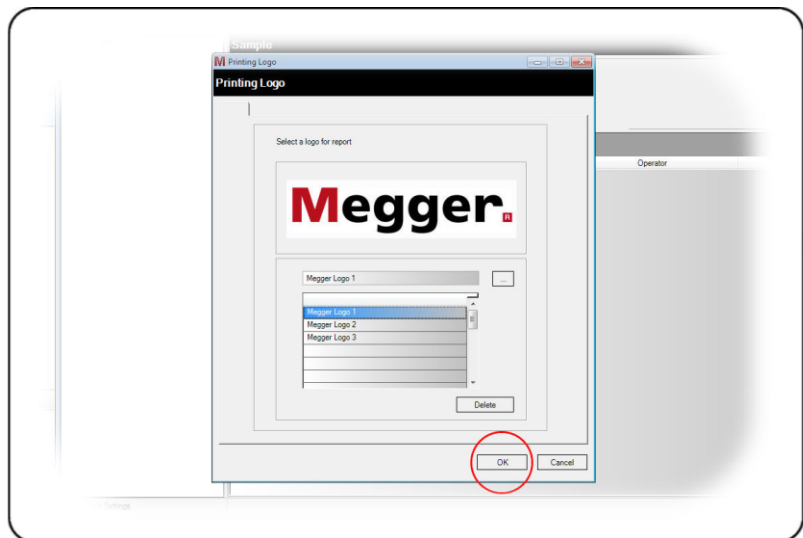 Sample
M Printing Logo
Printing Logo
Select a logo for report
Megger. R
Megger Logo 1
...
Megger Logo 1
Megger Logo 2
Megger Logo 3
Delete
OK Cancel
Operator
Settings